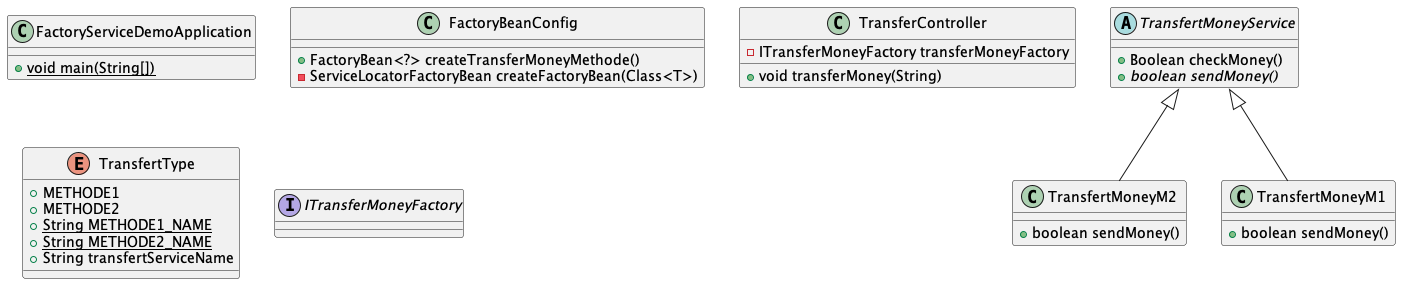 C FactoryServiceDemoApplication
void main(String[])
C FactoryBeanConfig
FactoryBean<?> createTransferMoneyMethode()
ServiceLocatorFactoryBean createFactoryBean(Class<T>)
C TransferController
ITransferMoneyFactory transferMoneyFactory
void transferMoney(String)
A TransfertMoneyService
Boolean checkMoney()
boolean sendMoney()
E TransfertType
METHODE1
METHODE2
String METHODE1_NAME
String METHODE2_NAME
String transfertServiceName
I ITransferMoneyFactory
C TransfertMoneyM2
boolean sendMoney()
C TransfertMoneyM1
boolean sendMoney()